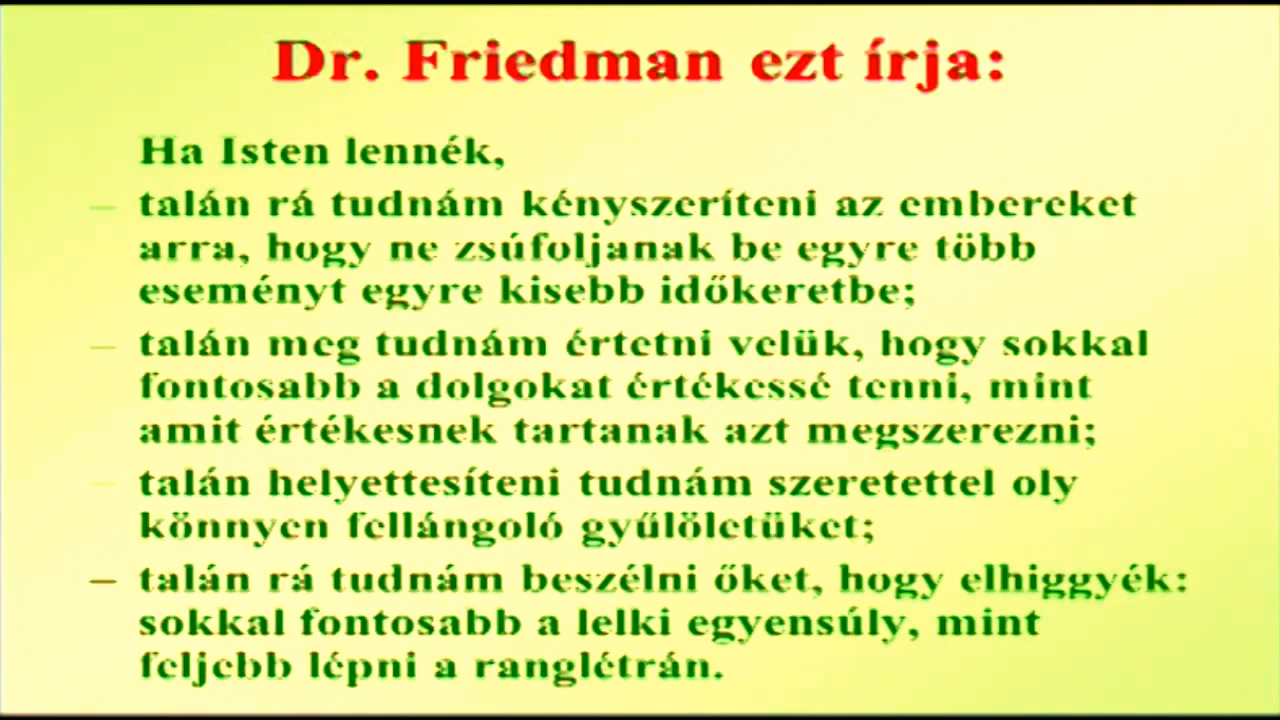 Dr. Friedman ezt írja:
Ha Isten lennék,
– talán rá tudnám kényszeríteni az embereket
arra, hogy ne zsúfoljanak be egyre több
eseményt egyre kisebb időkeretbe;
– talán meg tudnám értetni velük, hogy sokkal
fontosabb a dolgokat értékessé tenni, mint
amit értékesnek tartanak azt megszerezni;
– talán helyettesíteni tudnám szeretettel oly
könnyen fellángoló gyűlöletüket;
– talán rá tudnám beszélni őket, hogy elhiggyék:
sokkal fontosabb a lelki egyensúly, mint
feljebb lépni a ranglétrán.